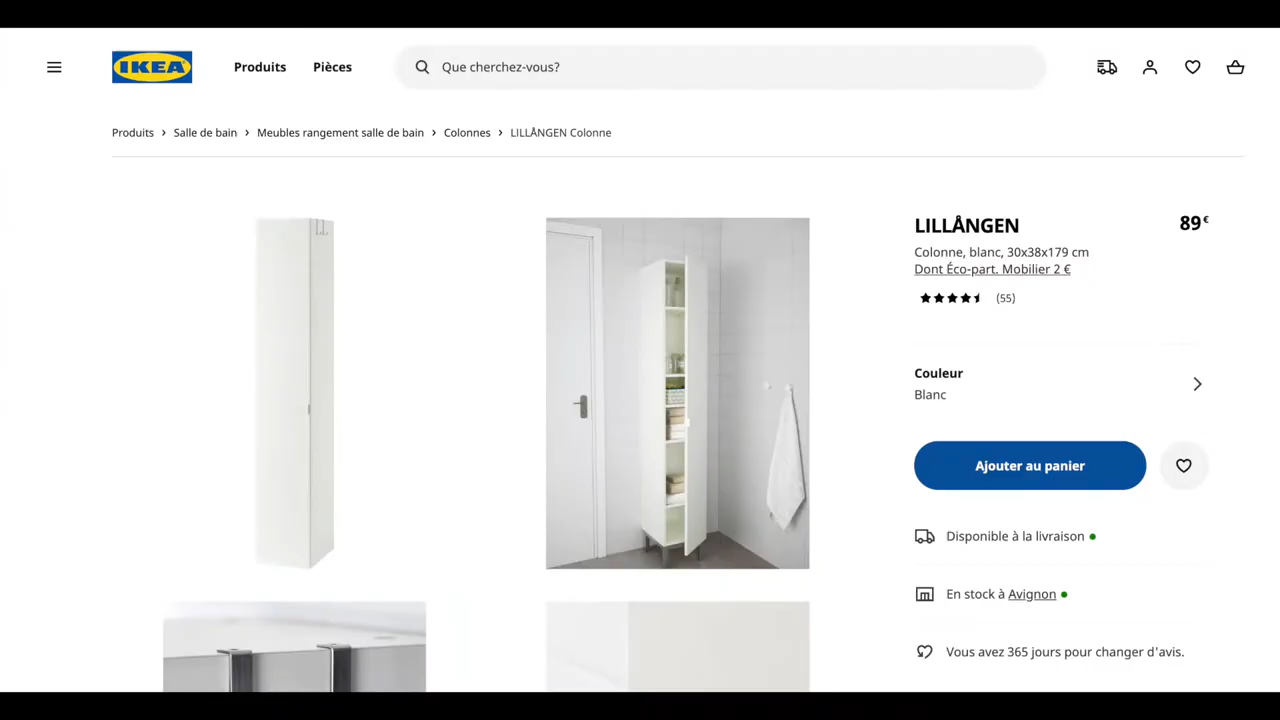 IKEA
Produits
Pièces
Que cherchez-vous?
Produits › Salle de bain › Meubles rangement salle de bain › Colonnes › LILLÅNGEN Colonne
LILLÅNGEN
89€
Colonne, blanc, 30x38x179 cm
Dont Éco-part. Mobilier 2 €
(55)
Couleur
Blanc
Ajouter au panier
Disponible à la livraison
En stock à Avignon
Vous avez 365 jours pour changer d'avis.